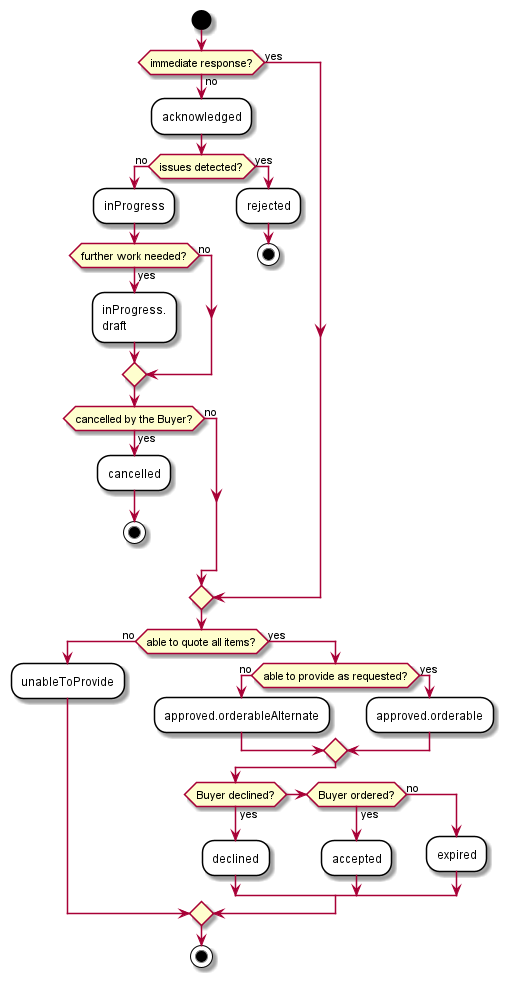 immediate response?
yes
no
acknowledged
no
issues detected?
yes
inProgress
rejected
further work needed?
no
yes
inProgress.
draft
cancelled by the Buyer?
no
yes
cancelled
no
able to quote all items?
yes
unableToProvide
no
able to provide as requested?
yes
approved.orderableAlternate
approved.orderable
Buyer declined?
Buyer ordered?
no
yes
yes
declined
accepted
expired